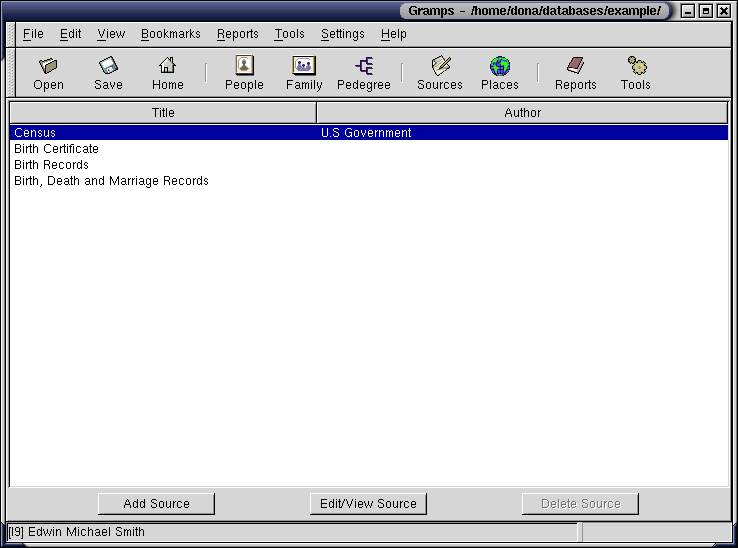 Gramps – /home/dona/databases/example/
File Edit View Bookmarks Reports Tools Settings Help
Open Save Home People Family Pedegree Sources Places Reports Tools
Title Author
Census U.S Government
Birth Certificate
Birth Records
Birth, Death and Marriage Records
Add Source Edit/View Source Delete Source
[I9] Edwin Michael Smith